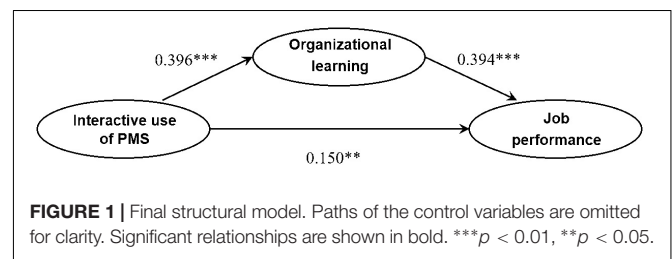 Organizational
learning
0.396***
0.394***
Interactive use
of PMS
Job
performance
0.150**
FIGURE 1 | Final structural model. Paths of the control variables are omitted
for clarity. Significant relationships are shown in bold. ***p < 0.01, **p < 0.05.